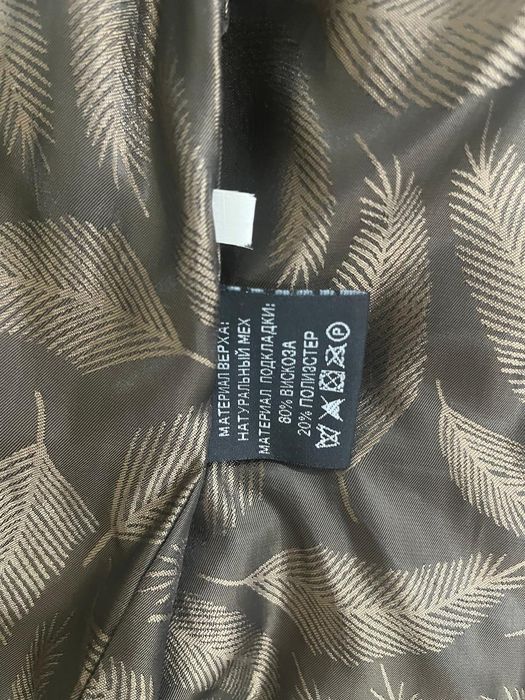 МАТЕРИАЛ ВЕРХА:
НАТУРАЛЬНЫЙ МЕХ
МАТЕРИАЛ ПОДКЛАДКИ:
80% ВИСКОЗА
20% ПОЛИЭСТЕР
P